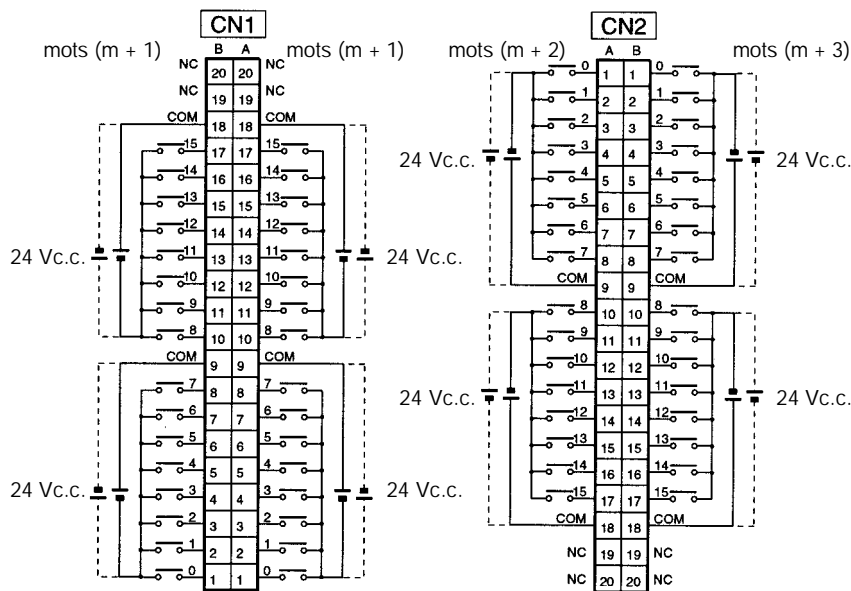 CN1
mots (m + 1) B A mots (m + 1)
NC 20 20 NC
NC 19 19 NC
COM 18 18 COM
15 17 17 15
14 16 16 14
13 15 15 13
12 14 14 12
24 Vc.c. 11 13 13 11 24 Vc.c.
10 12 12 10
9 11 11 9
8 10 10 8
COM 9 9 COM
7 8 8 7
6 7 7 6
5 6 6 5
4 5 5 4
24 Vc.c. 3 4 4 3 24 Vc.c.
2 3 3 2
1 2 2 1
0 1 1 0
CN2
mots (m + 2) A B mots (m + 3)
0 1 1 0
1 2 2 1
2 3 3 2
24 Vc.c. 3 4 4 3 24 Vc.c.
4 5 5 4
5 6 6 5
6 7 7 6
7 8 8 7
COM 9 9 COM
8 10 10 8
9 11 11 9
10 12 12 10
24 Vc.c. 11 13 13 11 24 Vc.c.
12 14 14 12
13 15 15 13
14 16 16 14
15 17 17 15
COM 18 18 COM
NC 19 19 NC
NC 20 20 NC